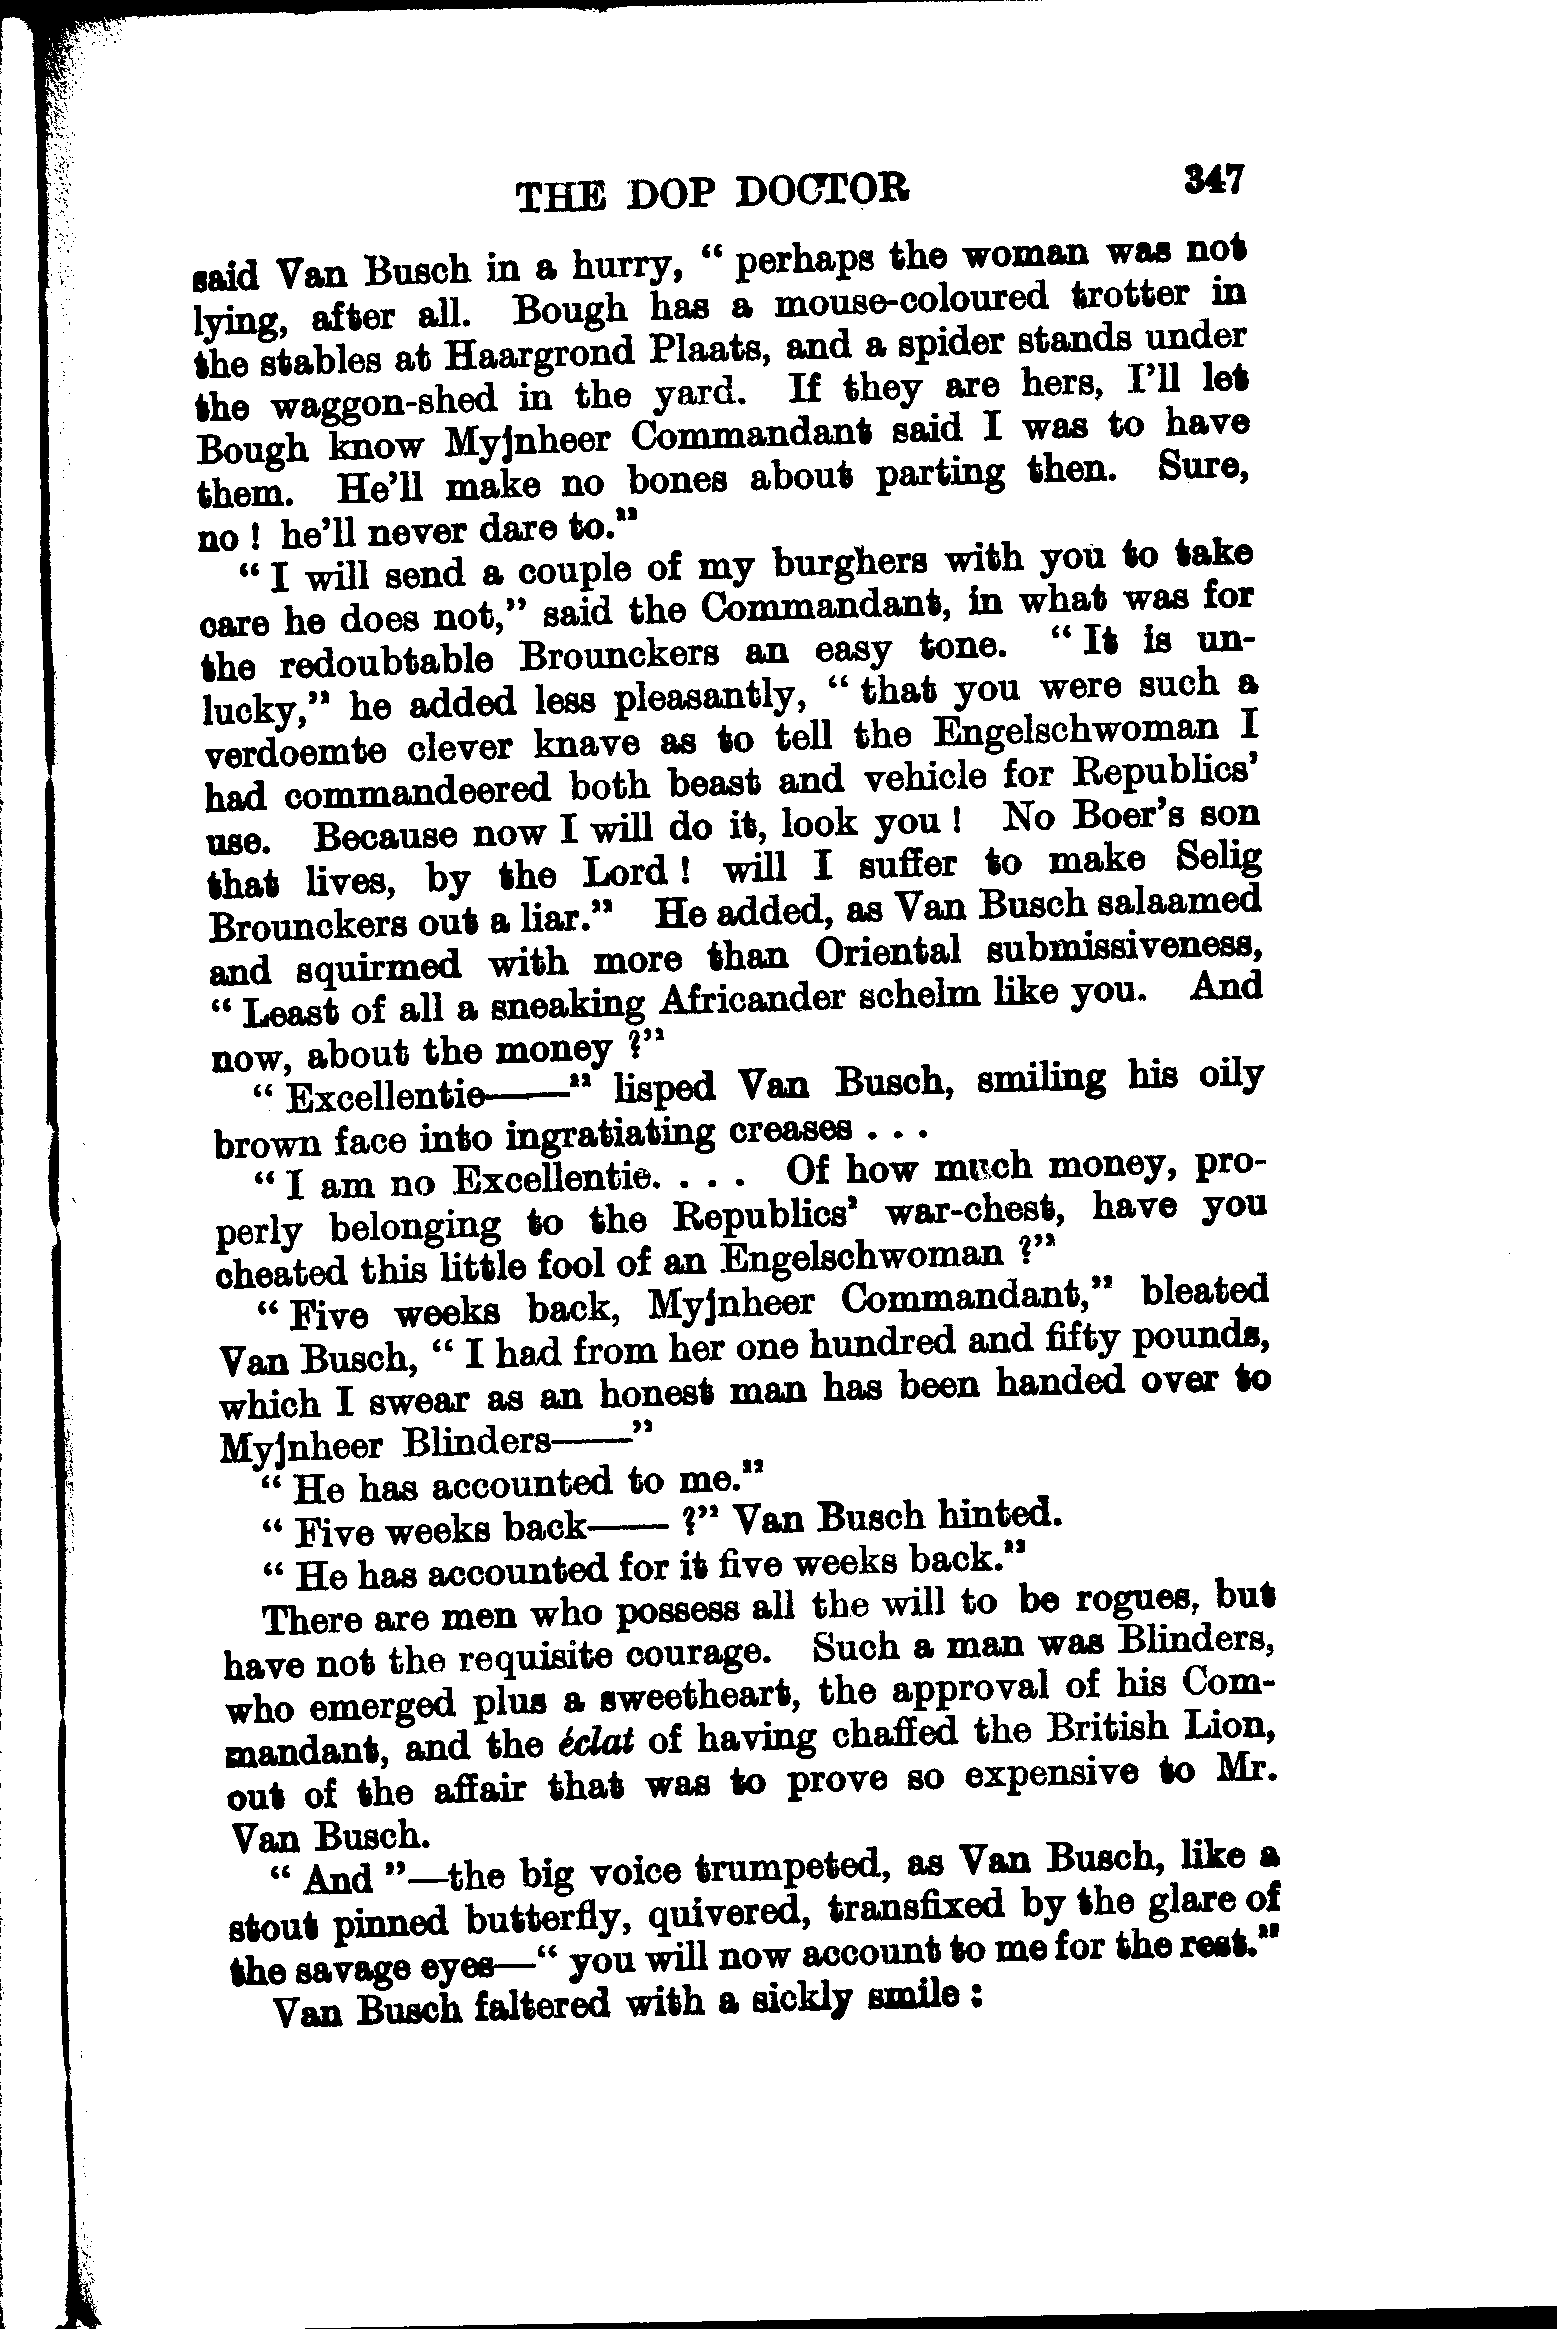 THE DOP DOCTOR 347
said Van Busch in a hurry, “ perhaps the woman was not
lying, after all. Bough has a mouse-coloured trotter in
the stables at Haargrond Plaats, and a spider stands under
the waggon-shed in the yard. If they are hers, I’ll let
Bough know Myjnheer Commandant said I was to have
them. He’ll make no bones about parting then. Sure,
no ! he’ll never dare to.”
“ I will send a couple of my burghers with you to take
care he does not,” said the Commandant, in what was for
the redoubtable Brounckers an easy tone. “ It is un-
lucky,” he added less pleasantly, “ that you were such a
verdoemte clever knave as to tell the Engelschwoman I
had commandeered both beast and vehicle for Republics’
use. Because now I will do it, look you ! No Boer’s son
that lives, by the Lord ! will I suffer to make Selig
Brounckers out a liar.” He added, as Van Busch salaamed
and squirmed with more than Oriental submissiveness,
“ Least of all a sneaking Africander schelm like you. And
now, about the money ?”
“ Excellentie——” lisped Van Busch, smiling his oily
brown face into ingratiating creases . . .
“ I am no Excellentie. . . . Of how much money, pro-
perly belonging to the Republics’ war-chest, have you
cheated this little fool of an Engelschwoman ?”
“ Five weeks back, Myjnheer Commandant,” bleated
Van Busch, “ I had from her one hundred and fifty pounds,
which I swear as an honest man has been handed over to
Myjnheer Blinders——”
“ He has accounted to me.”
“ Five weeks back—— ?” Van Busch hinted.
“ He has accounted for it five weeks back.”
There are men who possess all the will to be rogues, but
have not the requisite courage. Such a man was Blinders,
who emerged plus a sweetheart, the approval of his Com-
mandant, and the éclat of having chaffed the British Lion,
out of the affair that was to prove so expensive to Mr.
Van Busch.
“ And ”—the big voice trumpeted, as Van Busch, like a
stout pinned butterfly, quivered, transfixed by the glare of
the savage eyes—“ you will now account to me for the rest.”
Van Busch faltered with a sickly smile :